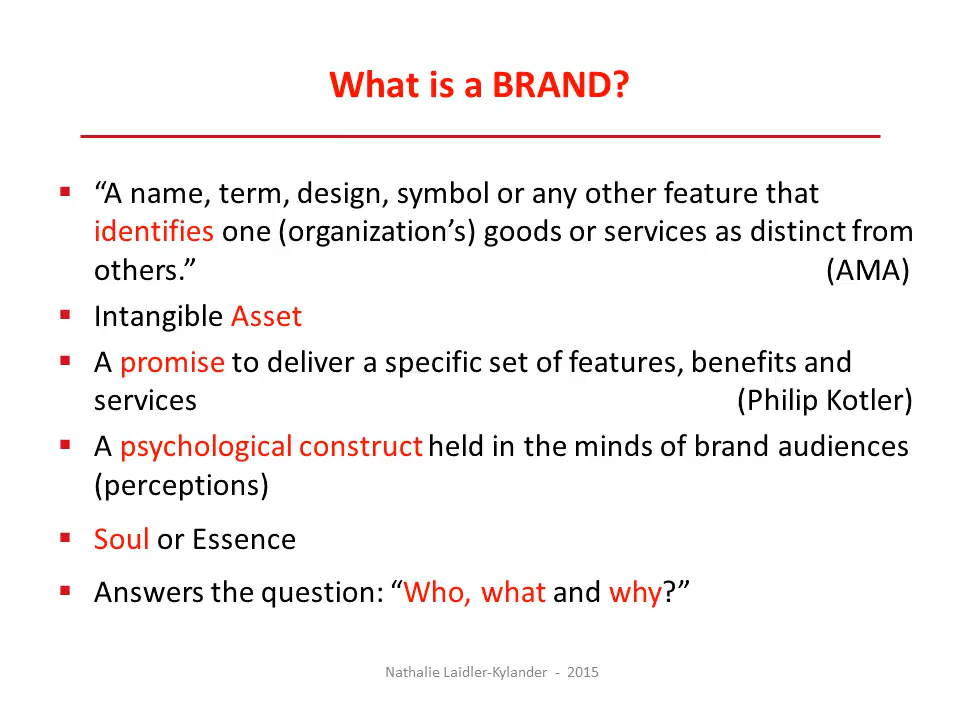 What is a BRAND?
▪ “A name, term, design, symbol or any other feature that
identifies one (organization’s) goods or services as distinct from
others.” (AMA)
▪ Intangible Asset
▪ A promise to deliver a specific set of features, benefits and
services (Philip Kotler)
▪ A psychological construct held in the minds of brand audiences
(perceptions)
▪ Soul or Essence
▪ Answers the question: “Who, what and why?”
Nathalie Laidler-Kylander - 2015